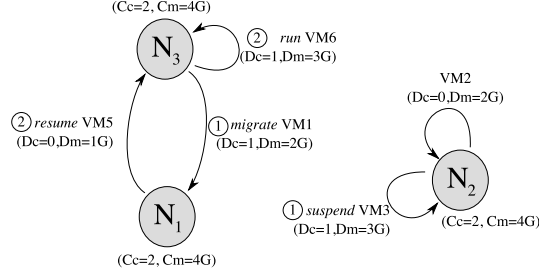 (Cc=2, Cm=4G)
N3
② run VM6
(Dc=1,Dm=3G)
② resume VM5
(Dc=0,Dm=1G)
① migrate VM1
(Dc=1,Dm=2G)
N1
(Cc=2, Cm=4G)
VM2
(Dc=0,Dm=2G)
N2
① suspend VM3
(Dc=1,Dm=3G)
(Cc=2, Cm=4G)